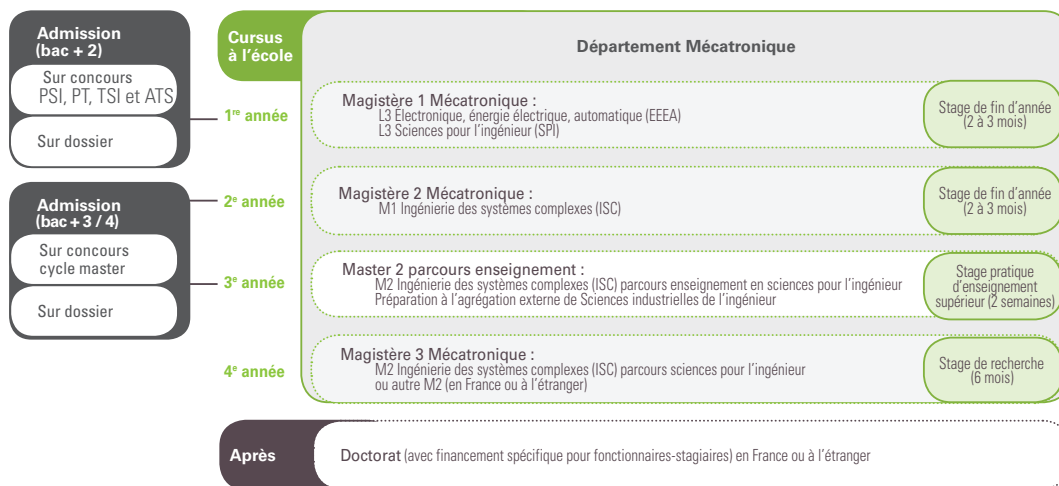 Admission
(bac + 2)
Sur concours
PSI, PT, TSI et ATS
Sur dossier
Admission
(bac + 3 / 4)
Sur concours
cycle master
Sur dossier
Cursus
à l'école
Département Mécatronique
1re année
Magistère 1 Mécatronique :
L3 Électronique, énergie électrique, automatique (EEEA)
L3 Sciences pour l'ingénieur (SPI)
Stage de fin d'année
(2 à 3 mois)
2e année
Magistère 2 Mécatronique :
M1 Ingénierie des systèmes complexes (ISC)
Stage de fin d'année
(2 à 3 mois)
3e année
Master 2 parcours enseignement :
M2 Ingénierie des systèmes complexes (ISC) parcours enseignement en sciences pour l'ingénieur
Préparation à l'agrégation externe de Sciences industrielles de l'ingénieur
Stage pratique
d'enseignement
supérieur (2 semaines)
4e année
Magistère 3 Mécatronique :
M2 Ingénierie des systèmes complexes (ISC) parcours sciences pour l'ingénieur
ou autre M2 (en France ou à l'étranger)
Stage de recherche
(6 mois)
Après
Doctorat (avec financement spécifique pour fonctionnaires-stagiaires) en France ou à l'étranger